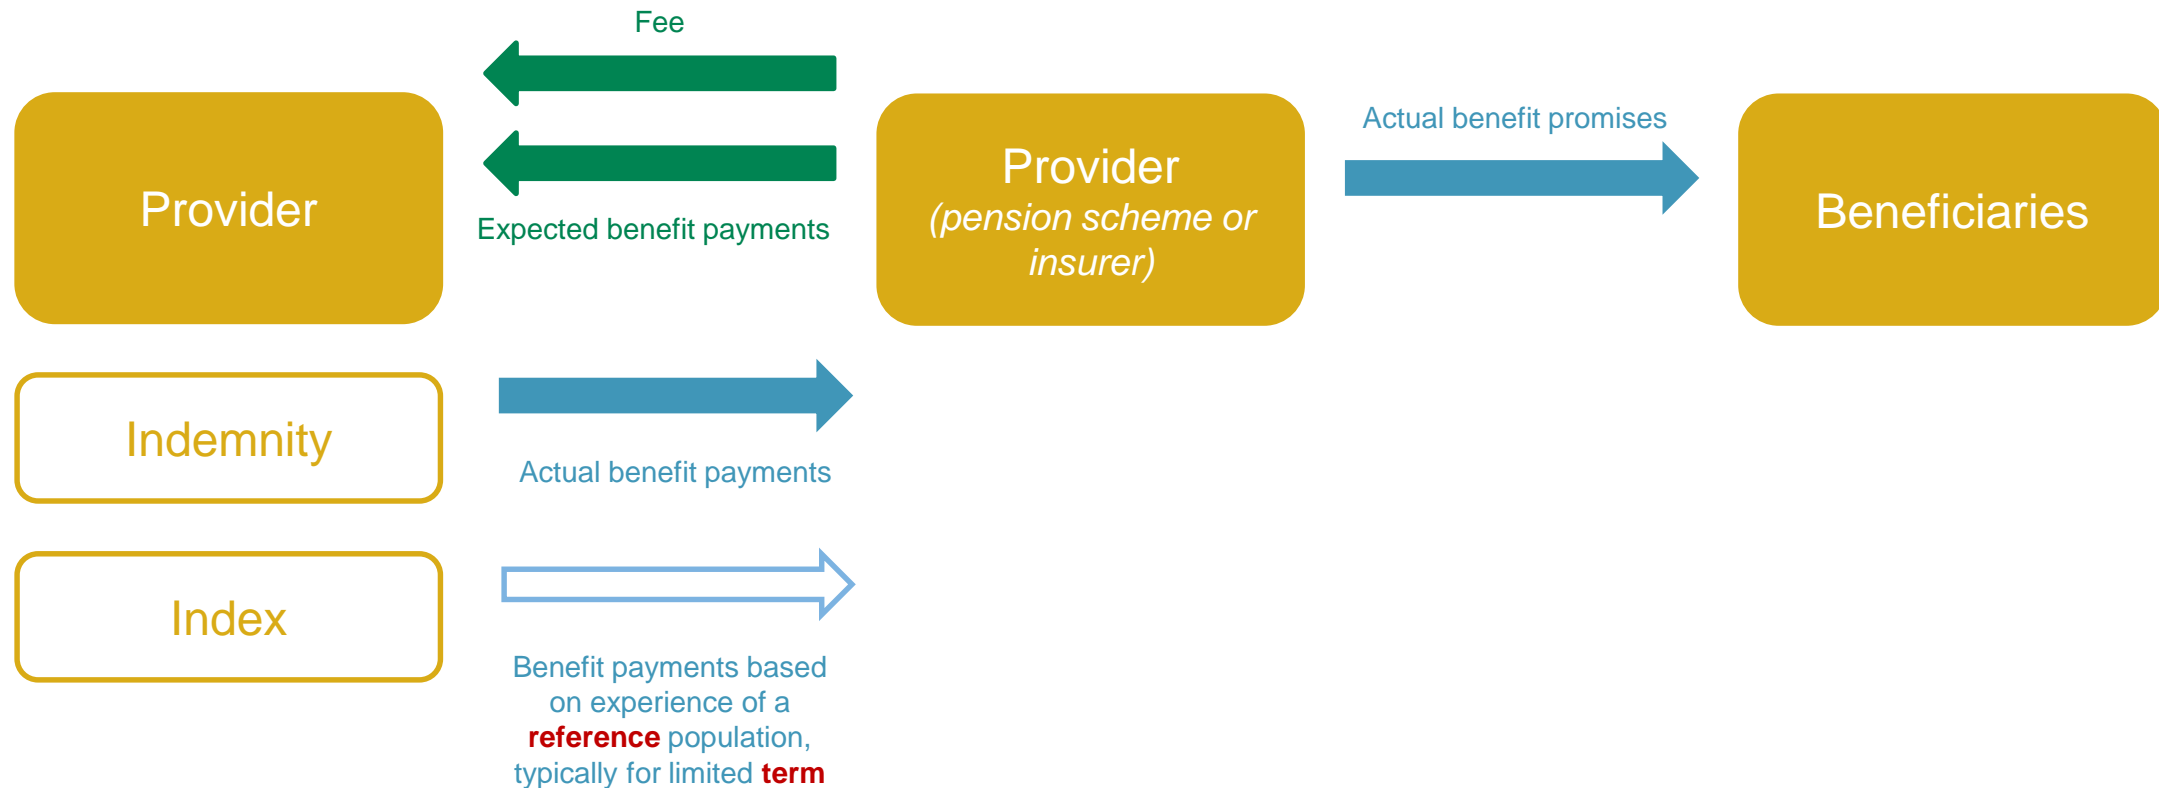 Fee
Provider
Expected benefit payments
Provider
(pension scheme or
insurer)
Actual benefit promises
Beneficiaries
Indemnity
Actual benefit payments
Index
Benefit payments based
on experience of a
reference population,
typically for limited term